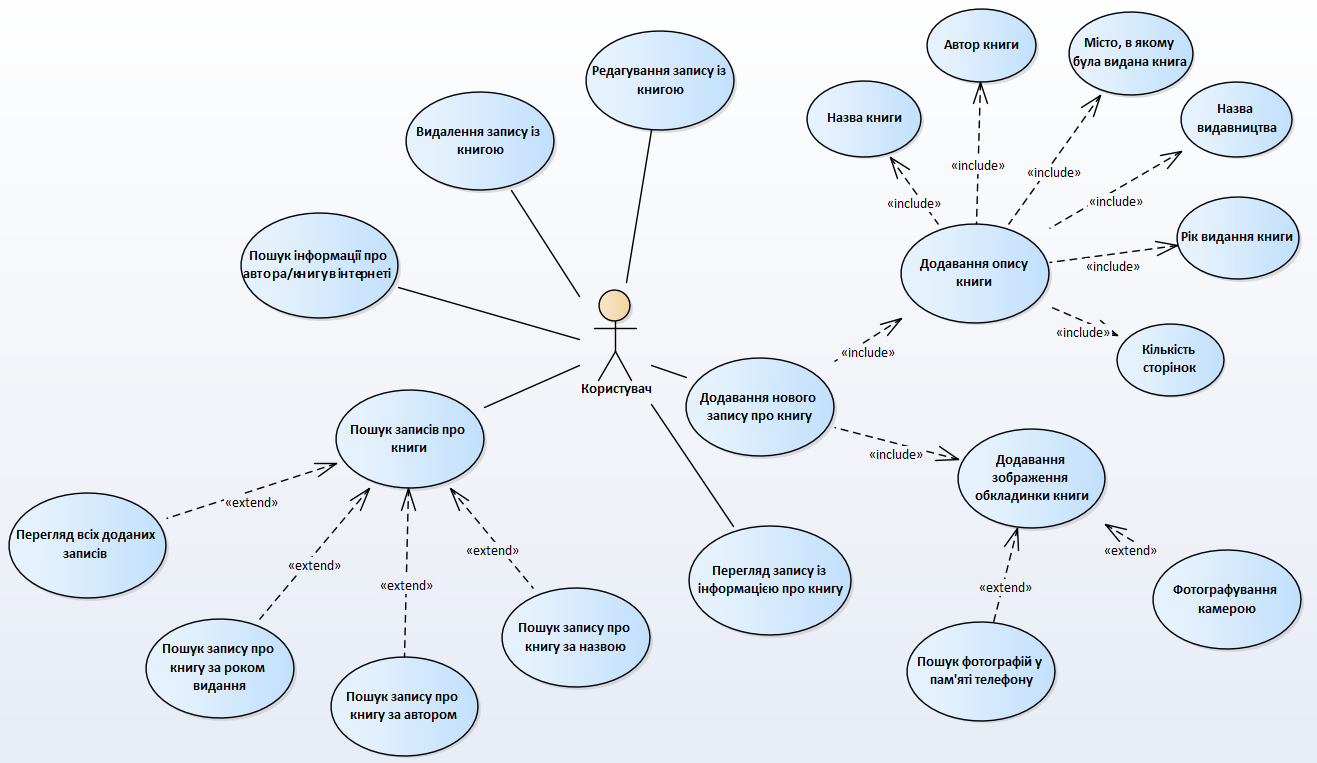 Редагування запису із
книгою
Видалення запису із
книгою
Пошук інформації про
автора/книгу в інтернеті
Користувач
Автор книги
Місто, в якому
була видана книга
Назва книги
Назва
видавництва
«include»
«include»
«include»
«include»
Рік видання книги
Додавання опису
книги
«include»
«include»
Кількість
сторінок
«include»
Додавання нового
запису про книгу
«include»
Додавання
зображення
обкладинки книги
Пошук записів про
книги
«extend»
«extend»
«extend»
«extend»
Перегляд всіх доданих
записів
Перегляд запису із
інформацією про книгу
«extend»
«extend»
Фотографування
камерою
Пошук запису про
книгу за назвою
Пошук запису про
книгу за роком
видання
Пошук запису про
книгу за автором
Пошук фотографій у
пам'яті телефону